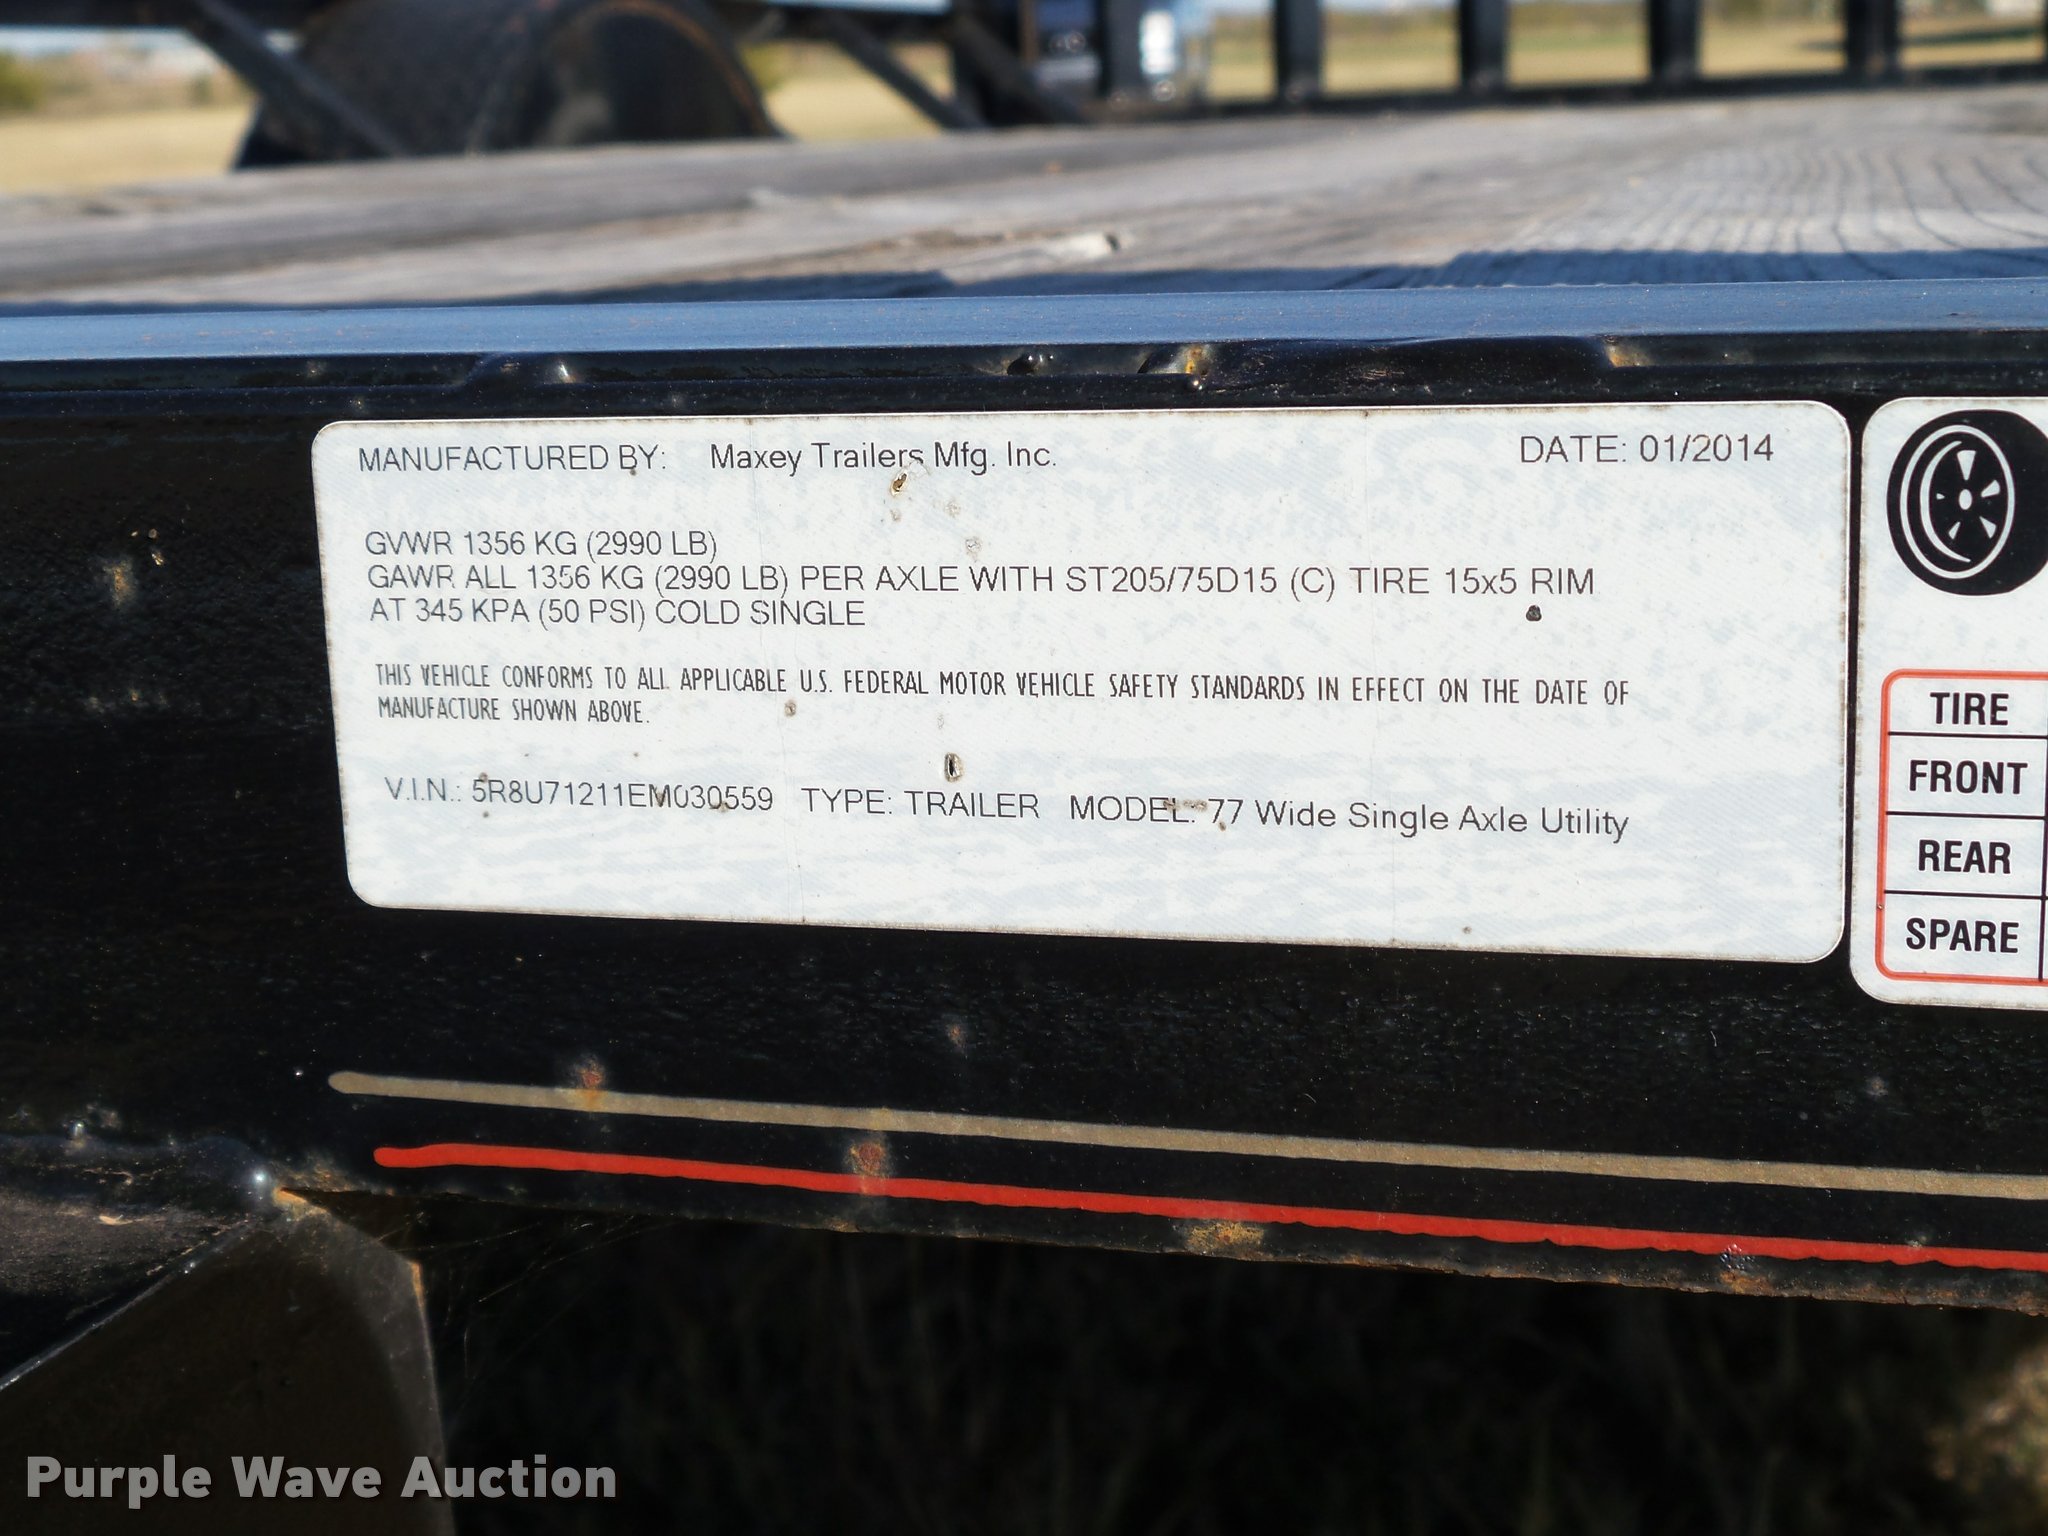 MANUFACTURED BY: Maxey Trailers Mfg. Inc. DATE: 01/2014
GVWR 1356 KG (2990 LB)
GAWR ALL 1356 KG (2990 LB) PER AXLE WITH ST205/75D15 (C) TIRE 15x5 RIM
AT 345 KPA (50 PSI) COLD SINGLE
THIS VEHICLE CONFORMS TO ALL APPLICABLE U.S. FEDERAL MOTOR VEHICLE SAFETY STANDARDS IN EFFECT ON THE DATE OF
MANUFACTURE SHOWN ABOVE.
V.I.N.: 5R8U71211EM030559 TYPE: TRAILER MODEL: 77 Wide Single Axle Utility
TIRE
FRONT
REAR
SPARE
Purple Wave Auction